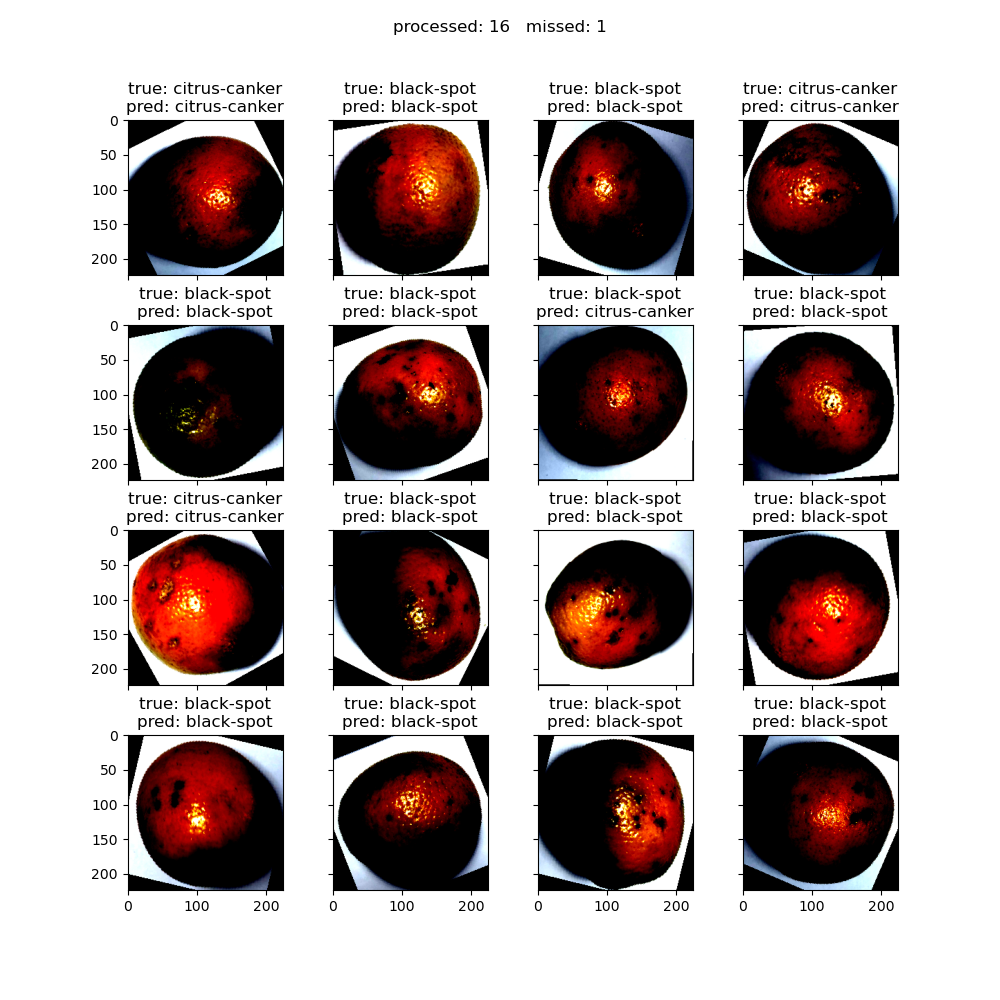 processed: 16   missed: 1
true: citrus-canker
pred: citrus-canker
true: black-spot
pred: black-spot
true: black-spot
pred: black-spot
true: citrus-canker
pred: citrus-canker
0
50
100
150
200
true: black-spot
pred: black-spot
true: black-spot
pred: black-spot
true: black-spot
pred: citrus-canker
true: black-spot
pred: black-spot
0
50
100
150
200
true: citrus-canker
pred: citrus-canker
true: black-spot
pred: black-spot
true: black-spot
pred: black-spot
true: black-spot
pred: black-spot
0
50
100
150
200
true: black-spot
pred: black-spot
true: black-spot
pred: black-spot
true: black-spot
pred: black-spot
true: black-spot
pred: black-spot
0
50
100
150
200
0 100 200
0 100 200
0 100 200
0 100 200